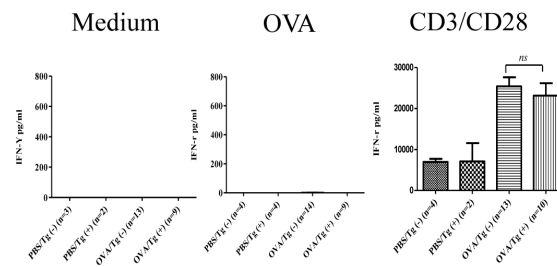 Medium
OVA
CD3/CD28
IFN-Y pg/ml
800
600
400
200
0
PBS/Tg (-) (n=3)
PBS/Tg (+) (n=2)
OVA/Tg (-) (n=13)
OVA/Tg (+) (n=9)
IFN-r pg/ml
800
600
400
200
0
PBS/Tg (-) (n=4)
PBS/Tg (+) (n=4)
OVA/Tg (-) (n=14)
OVA/Tg (+) (n=9)
IFN-r pg/ml
30000
20000
10000
0
ns
PBS/Tg (-) (n=4)
PBS/Tg (+) (n=2)
OVA/Tg (-) (n=13)
OVA/Tg (+) (n=10)